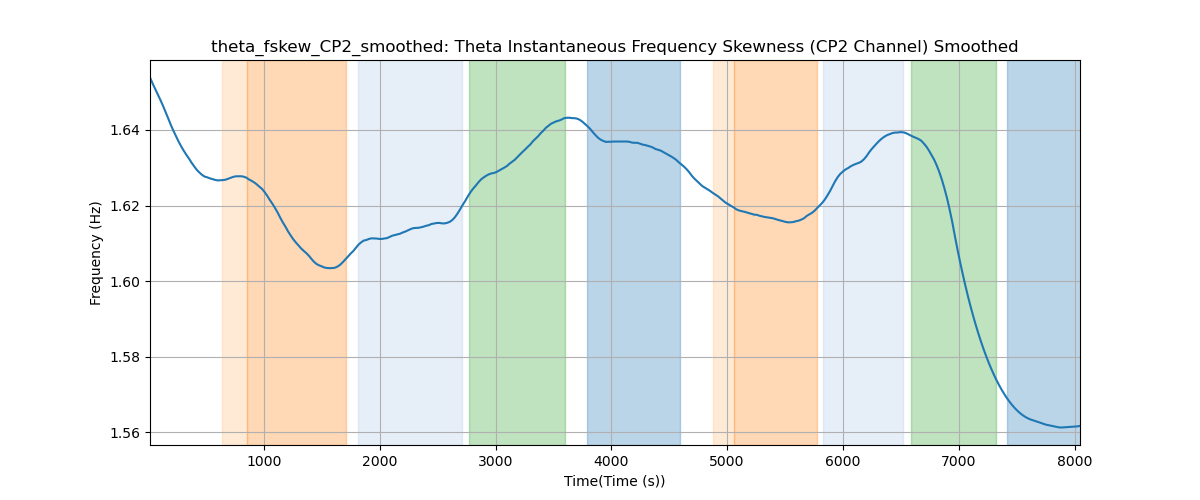 theta_fskew_CP2_smoothed: Theta Instantaneous Frequency Skewness (CP2 Channel) Smoothed
Frequency (Hz)
1.64
1.62
1.60
1.58
1.56
1000 2000 3000 4000 5000 6000 7000 8000
Time(Time (s))